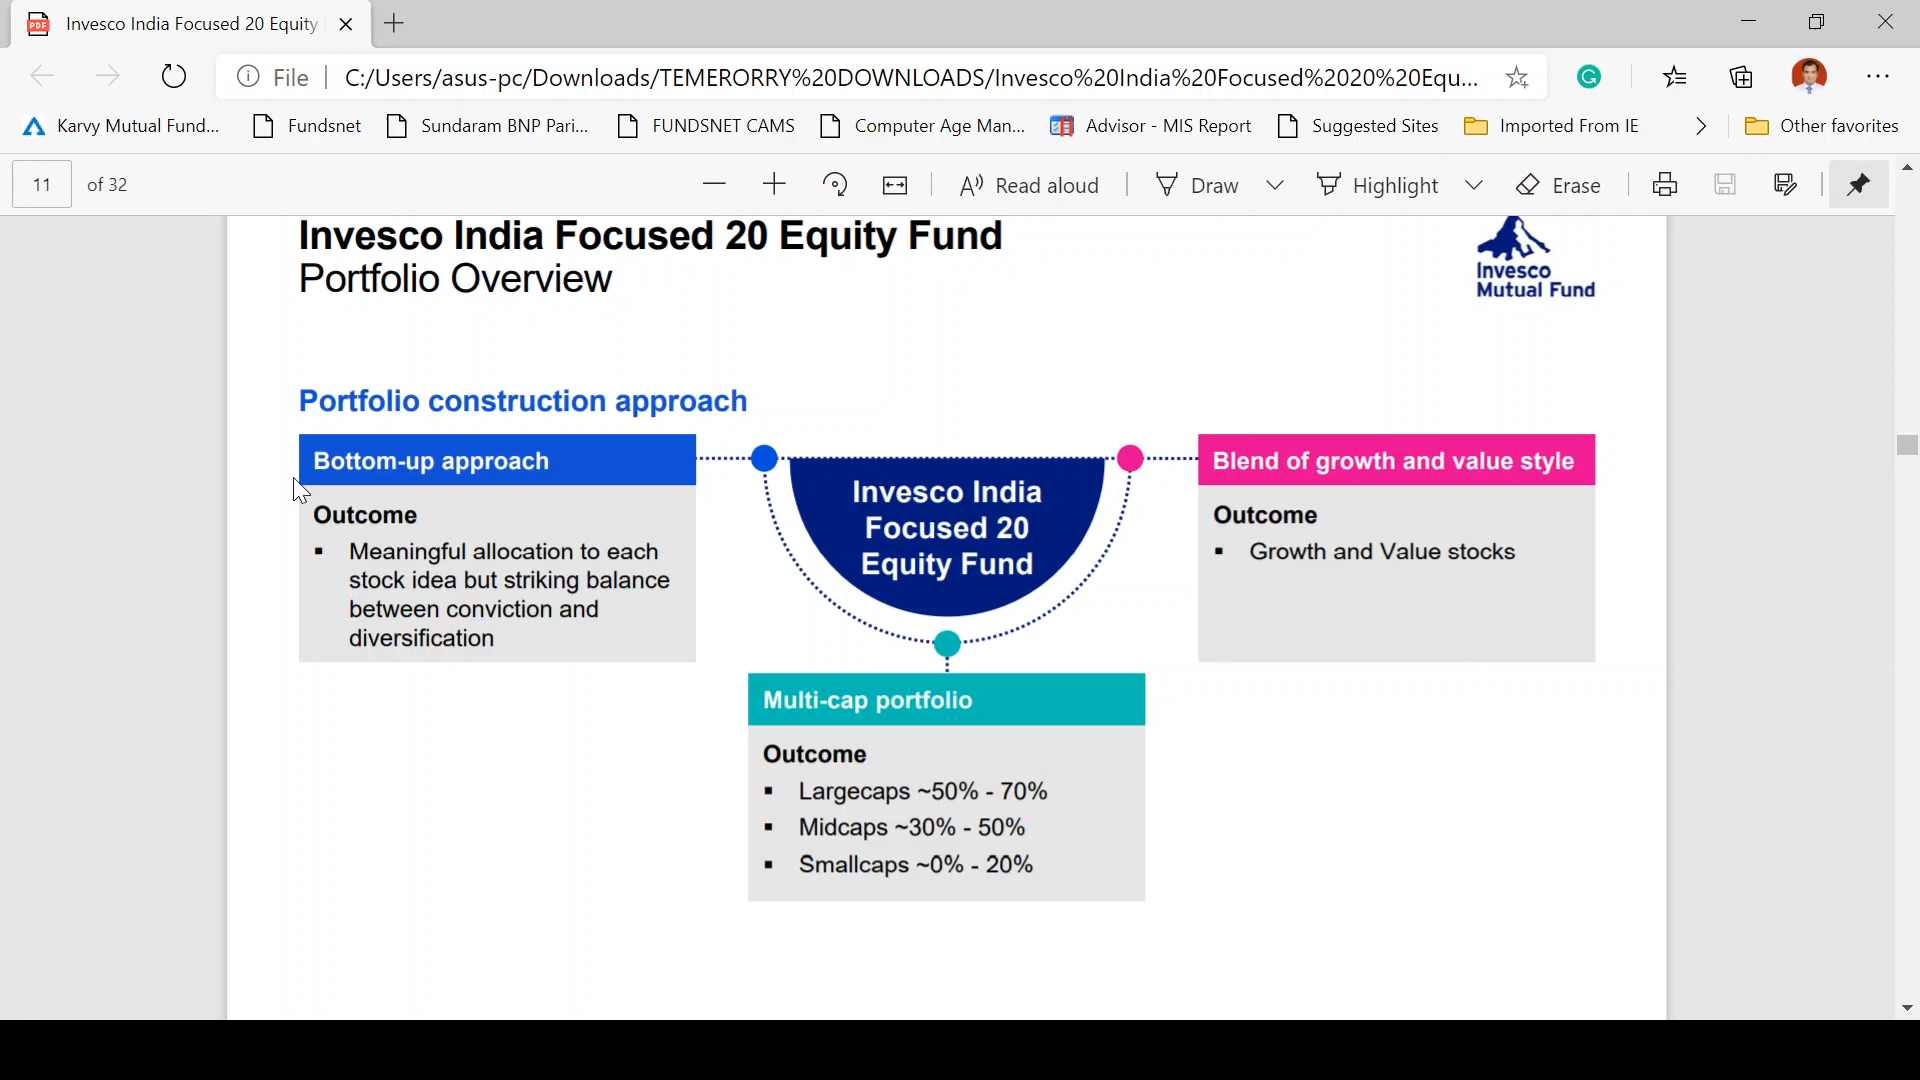 Invesco India Focused 20 Equity
File
C:/Users/asus-pc/Downloads/TEMERORRY%20DOWNLOADS/Invesco%20India%20Focused%2020%20Equ...
Karvy Mutual Fund...
Fundsnet
Sundaram BNP Pari...
FUNDSNET CAMS
Computer Age Man...
Advisor - MIS Report
Suggested Sites
Imported From IE
Other favorites
11 of 32
Read aloud
Draw
Highlight
Erase
Invesco India Focused 20 Equity Fund
Portfolio Overview
Invesco
Mutual Fund
Portfolio construction approach
Bottom-up approach
Outcome
▪ Meaningful allocation to each
stock idea but striking balance
between conviction and
diversification
Invesco India
Focused 20
Equity Fund
Blend of growth and value style
Outcome
▪ Growth and Value stocks
Multi-cap portfolio
Outcome
▪ Largecaps ~50% - 70%
▪ Midcaps ~30% - 50%
▪ Smallcaps ~0% - 20%